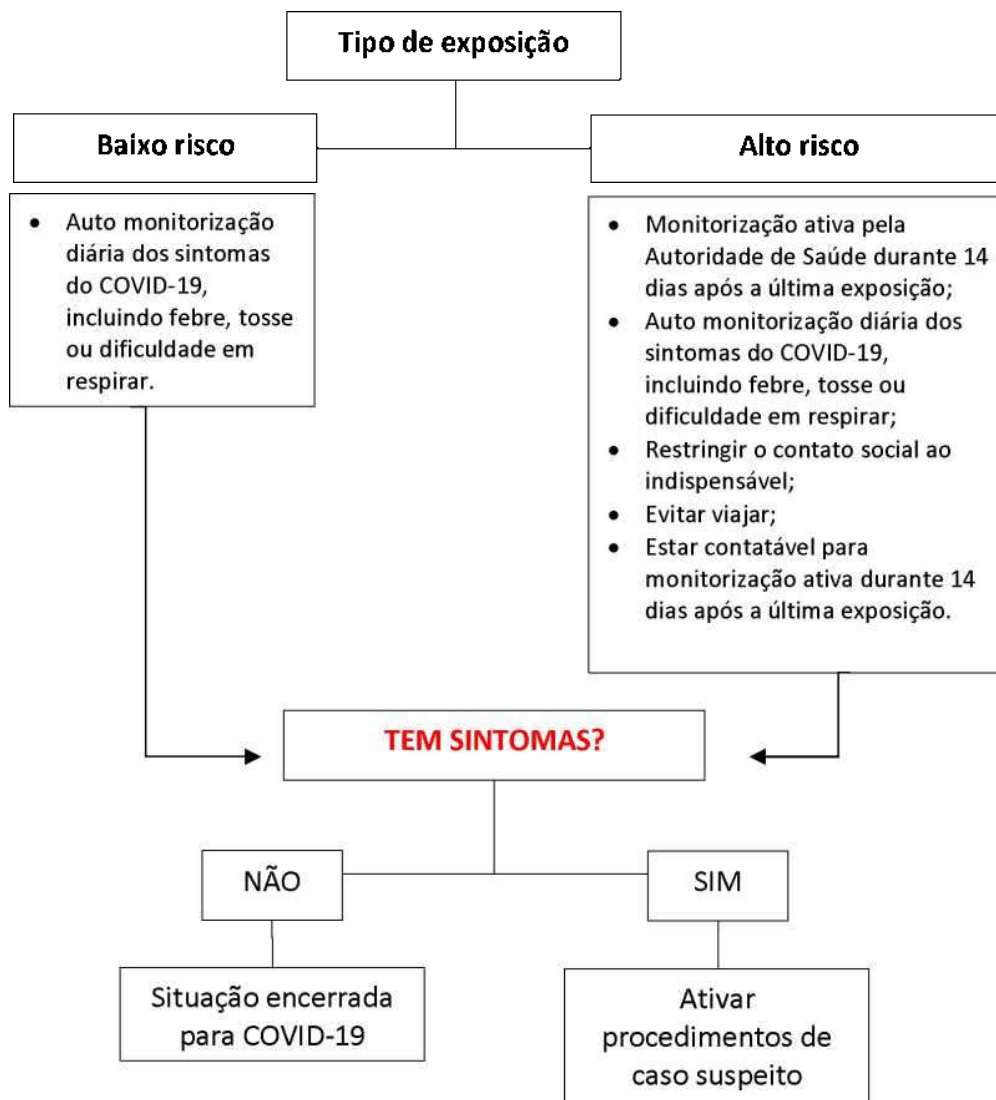 Tipo de exposição
Baixo risco
Alto risco
• Auto monitorização
diária dos sintomas
do COVID-19,
incluindo febre, tosse
ou dificuldade em
respirar.
• Monitorização ativa pela
Autoridade de Saúde durante 14
dias após a última exposição;
• Auto monitorização diária dos
sintomas do COVID-19,
incluindo febre, tosse ou
dificuldade em respirar;
• Restringir o contato social ao
indispensável;
• Evitar viajar;
• Estar contatável para
monitorização ativa durante 14
dias após a última exposição.
TEM SINTOMAS?
NÃO
SIM
Situação encerrada
para COVID-19
Ativar
procedimentos de
caso suspeito